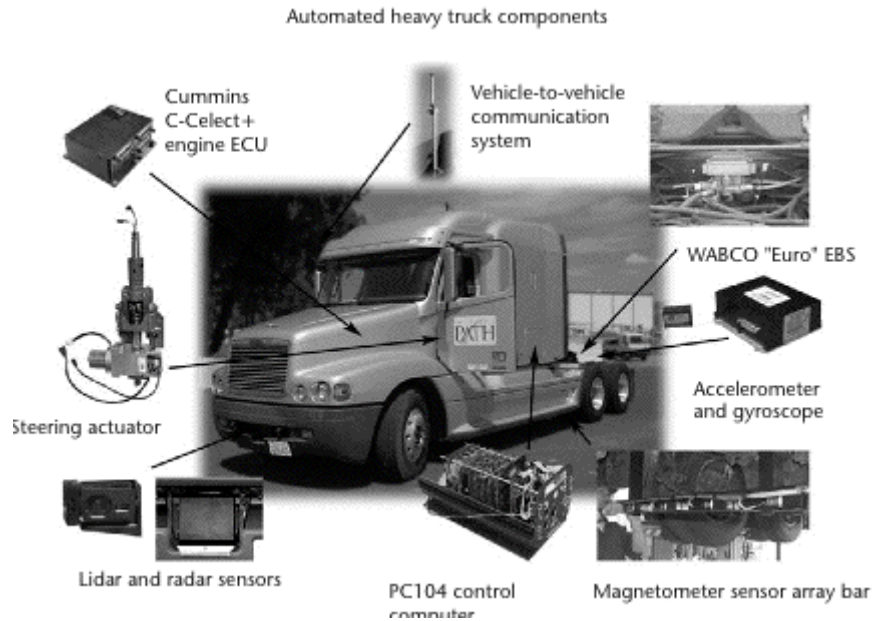 Automated heavy truck components
Cummins
C-Celect+
engine ECU
Vehicle-to-vehicle
communication
system
WABCO "Euro" EBS
PATH
Accelerometer
and gyroscope
Steering actuator
Lidar and radar sensors
PC104 control
computer
Magnetometer sensor array bar